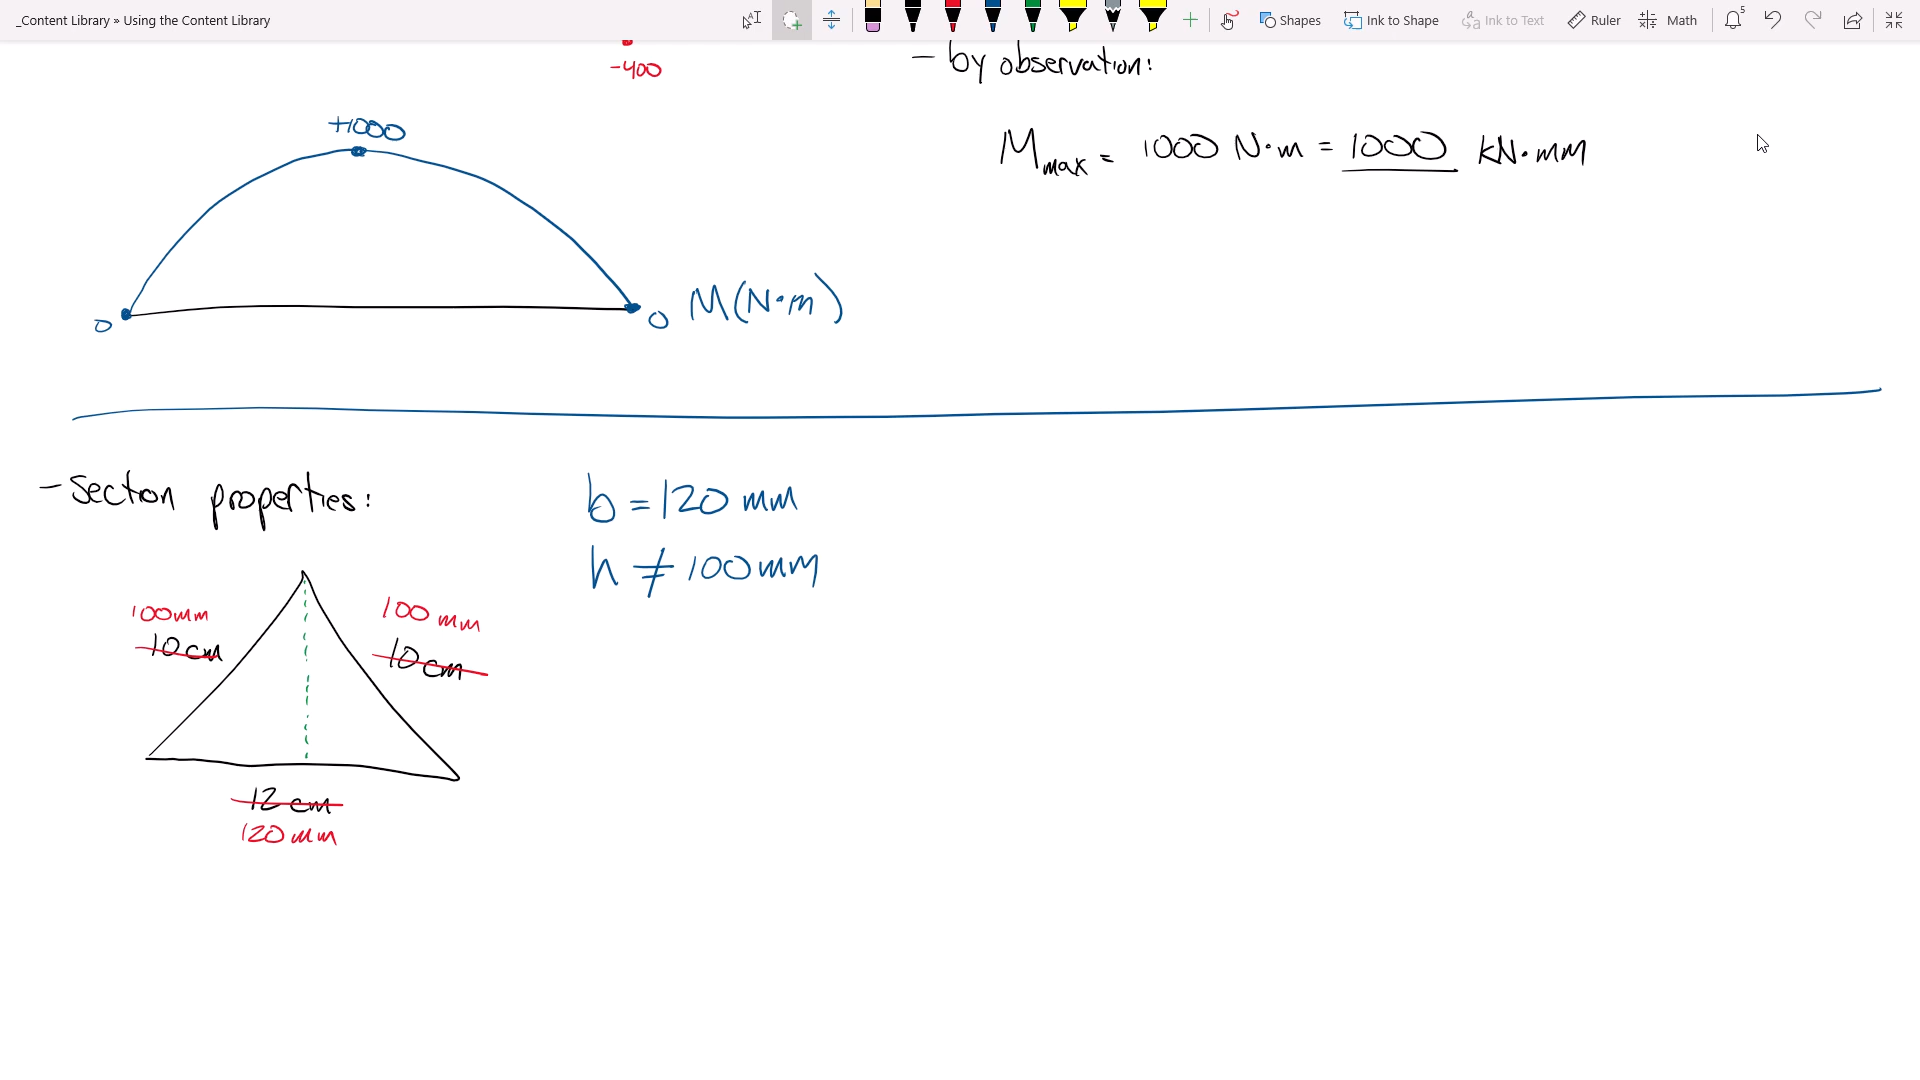 _Content Library » Using the Content Library
Shapes
Ink to Shape
Ink to Text
Ruler
Math
5
-400
- by observation:
+1000
Mmax = 1000 N·m = 1000 kN·mm
0
0
M(N·m)
- section properties:
b = 120 mm
h ≠ 100mm
100mm
10cm
100 mm
10cm
12 cm
120mm